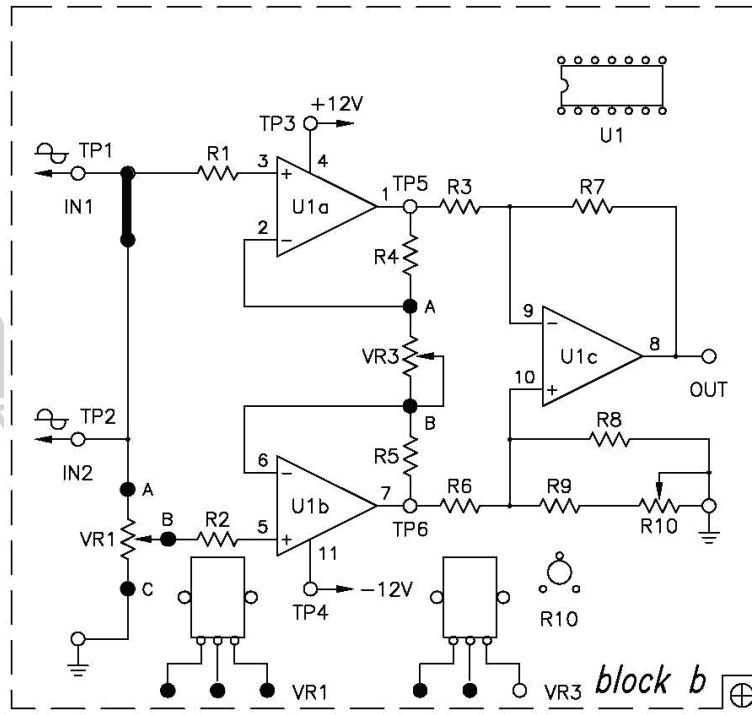 +12V
TP3
U1
TP1
R1
3
+
4
TP5
R3
R7
IN1
U1a
1
2
−
R4
A
9
−
VR3
U1c
8
10
+
OUT
TP2
B
R8
IN2
6
−
R5
A
U1b
7
R6
R9
B
R2
5
+
TP6
R10
VR1
11
C
TP4
−12V
R10
VR1
VR3
block b